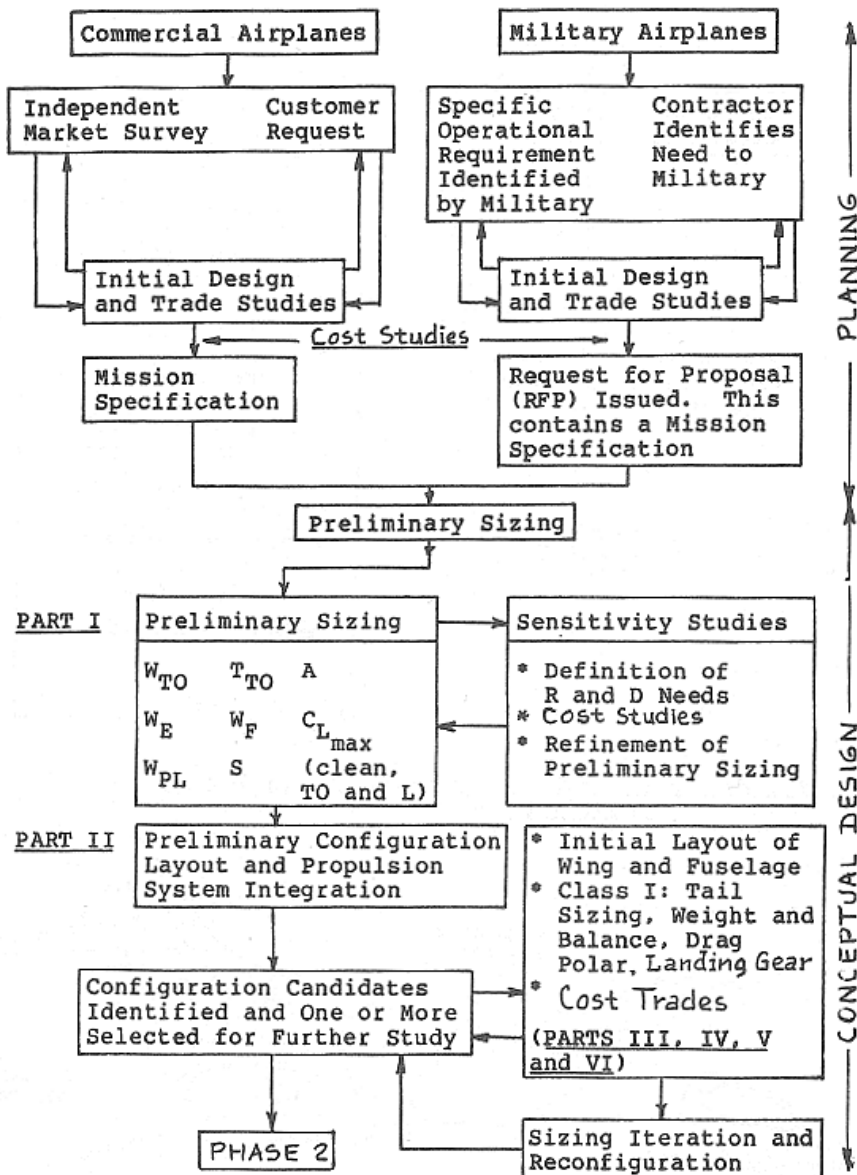 Commercial Airplanes
Military Airplanes
Independent Customer
Market Survey Request
Specific Contractor
Operational Identifies
Requirement Need to
Identified Military
by Military
Initial Design
and Trade Studies
Initial Design
and Trade Studies
Cost Studies
Mission
Specification
Request for Proposal
(RFP) Issued. This
contains a Mission
Specification
PLANNING
Preliminary Sizing
PART I
Preliminary Sizing
W_TO T_TO A
W_E W_F C_L_max
W_PL S (clean,
TO and L)
Sensitivity Studies
* Definition of
R and D Needs
* Cost Studies
* Refinement of
Preliminary Sizing
PART II
Preliminary Configuration
Layout and Propulsion
System Integration
* Initial Layout of
Wing and Fuselage
* Class I: Tail
Sizing, Weight and
Balance, Drag
Polar, Landing Gear
* Cost Trades
(PARTS III, IV, V
and VI)
Configuration Candidates
Identified and One or More
Selected for Further Study
PHASE 2
Sizing Iteration and
Reconfiguration
CONCEPTUAL DESIGN